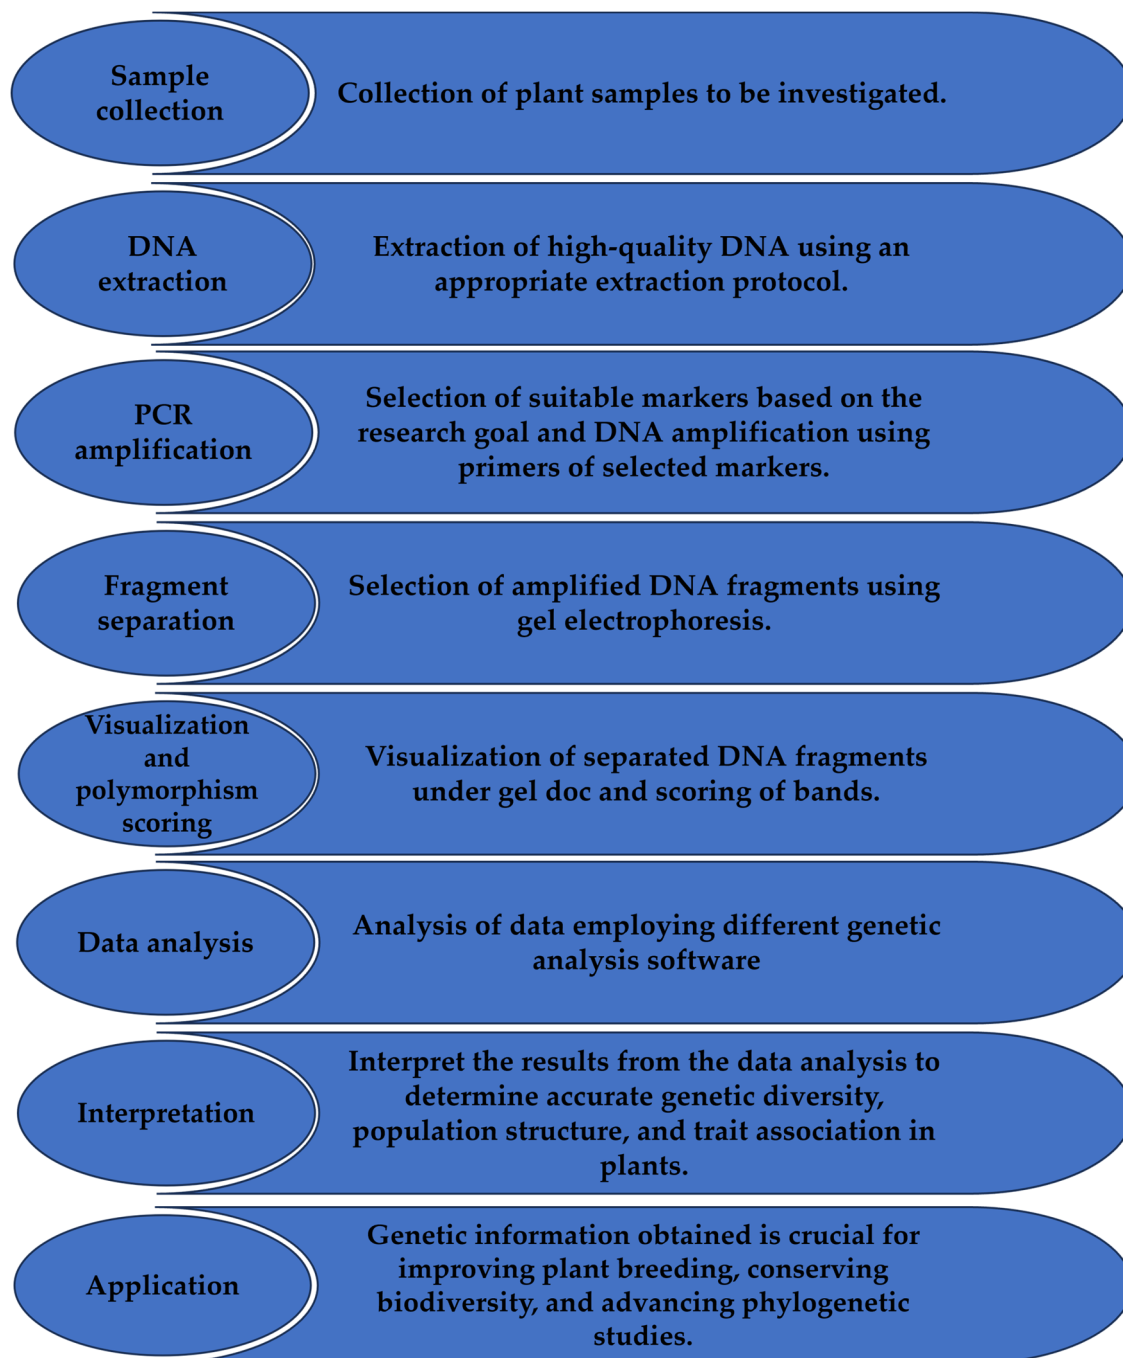 Sample
collection
Collection of plant samples to be investigated.
DNA
extraction
Extraction of high-quality DNA using an
appropriate extraction protocol.
PCR
amplification
Selection of suitable markers based on the
research goal and DNA amplification using
primers of selected markers.
Fragment
separation
Selection of amplified DNA fragments using
gel electrophoresis.
Visualization
and
polymorphism
scoring
Visualization of separated DNA fragments
under gel doc and scoring of bands.
Data analysis
Analysis of data employing different genetic
analysis software
Interpretation
Interpret the results from the data analysis to
determine accurate genetic diversity,
population structure, and trait association in
plants.
Application
Genetic information obtained is crucial for
improving plant breeding, conserving
biodiversity, and advancing phylogenetic
studies.